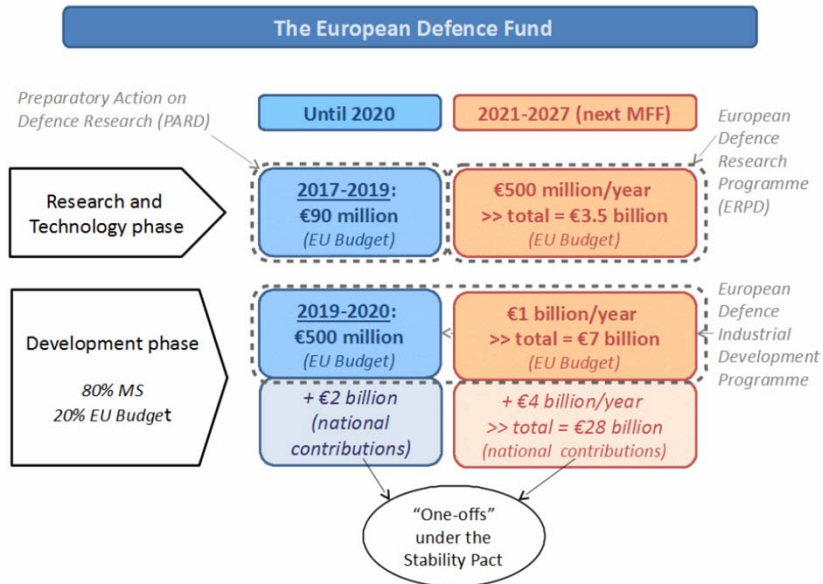 The European Defence Fund
Preparatory Action on
Defence Research (PARD)
Until 2020
2021-2027 (next MFF)
European
Defence
Research
Programme
(ERPD)
Research and
Technology phase
2017-2019:
€90 million
(EU Budget)
€500 million/year
>> total = €3.5 billion
(EU Budget)
Development phase
80% MS
20% EU Budget
2019-2020:
€500 million
(EU Budget)
€1 billion/year
>> total = €7 billion
(EU Budget)
European
Defence
Industrial
Development
Programme
+ €2 billion
(national
contributions)
+ €4 billion/year
>> total = €28 billion
(national contributions)
“One-offs”
under the
Stability Pact